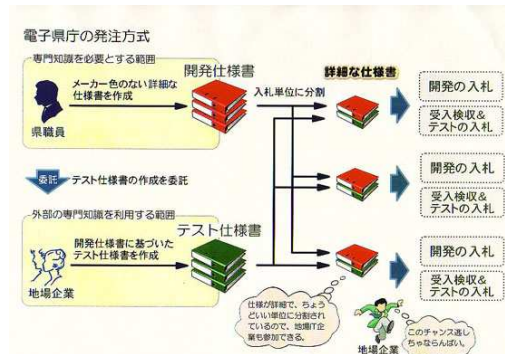 電子県庁の発注方式
専門知識を必要とする範囲
メーカー色のない詳細な
仕様書を作成
県職員
開発仕様書
入札単位に分割
詳細な仕様書
開発の入札
受入検収&
テストの入札
委託
テスト仕様書の作成を委託
開発の入札
受入検収&
テストの入札
外部の専門知識を利用する範囲
開発仕様書に基づいた
テスト仕様書を作成
地場企業
テスト仕様書
開発の入札
受入検収&
テストの入札
仕様が詳細で、ちょう
どいい単位に分割され
ているので、地場IT企
業も参加できる。
地場企業
このチャンス逃し
ちゃならんばい。